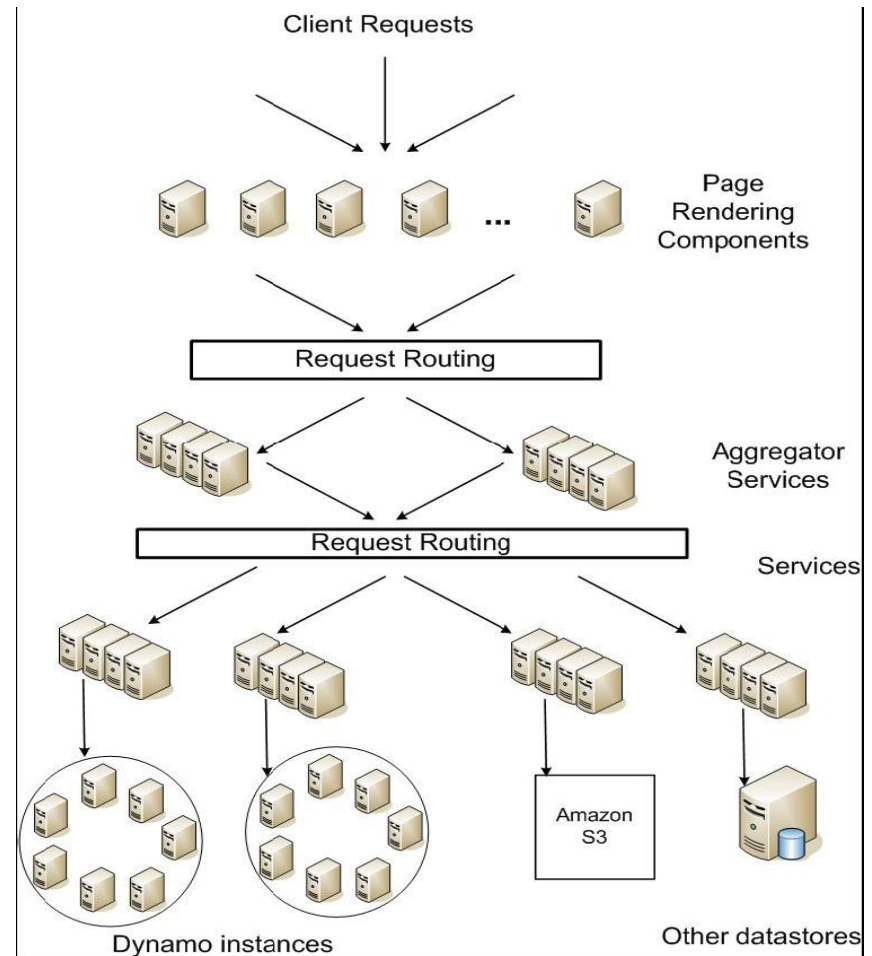 Client Requests
Page
Rendering
Components
...
Request Routing
Aggregator
Services
Request Routing
Services
Amazon
S3
Dynamo instances
Other datastores